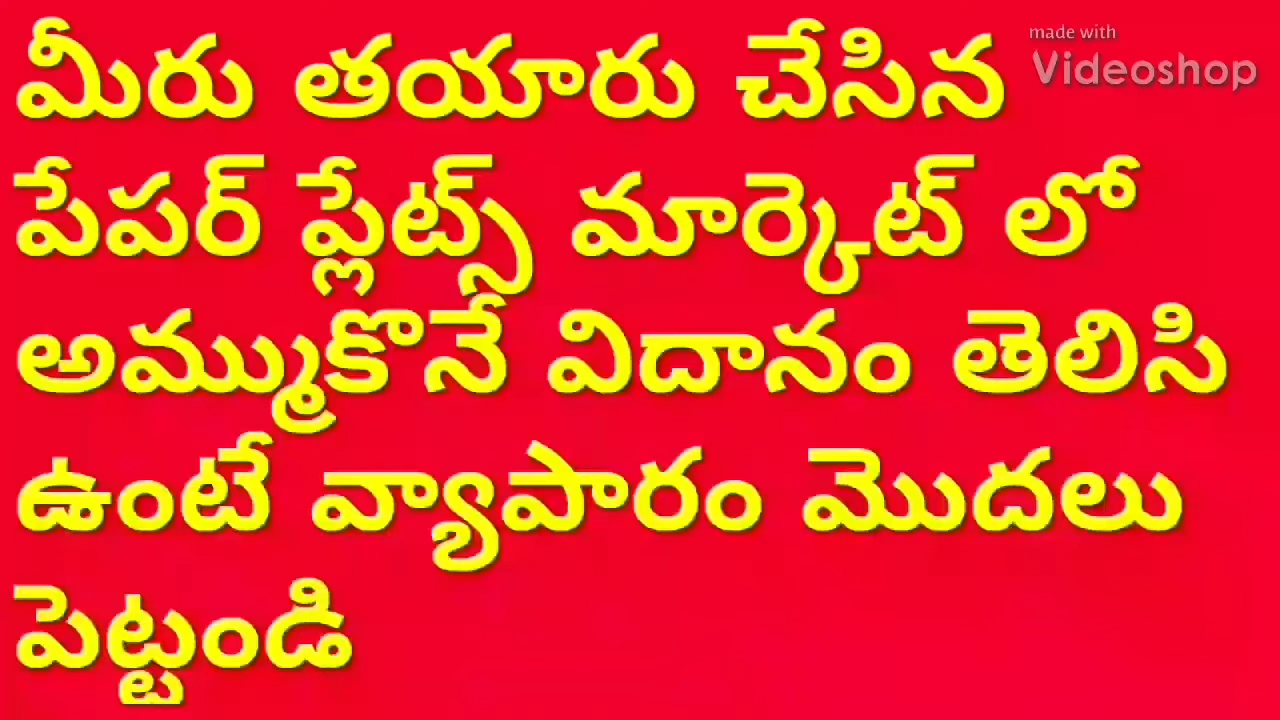 made with
Videoshop
మీరు తయారు చేసిన
పేపర్ ప్లేట్స్ మార్కెట్ లో
అమ్ముకొనే విదానం తెలిసి
ఉంటే వ్యాపారం మొదలు
పెట్టండి